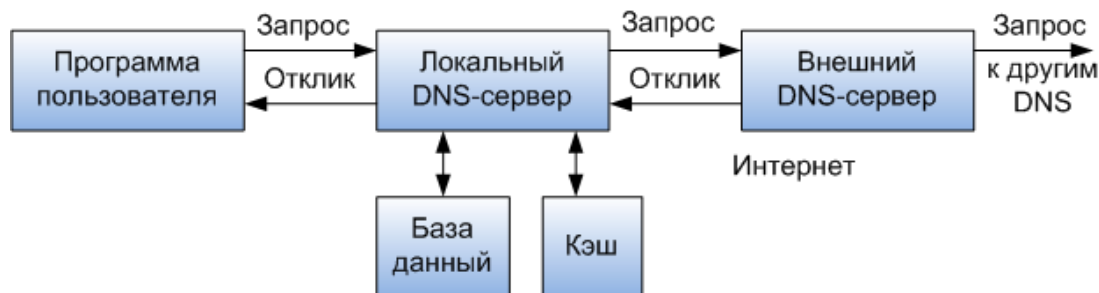 Запрос
Запрос
Запрос
Программа
пользователя
Локальный
DNS-сервер
Внешний
DNS-сервер
Отклик
Отклик
к другим
DNS
Интернет
База
данный
Кэш